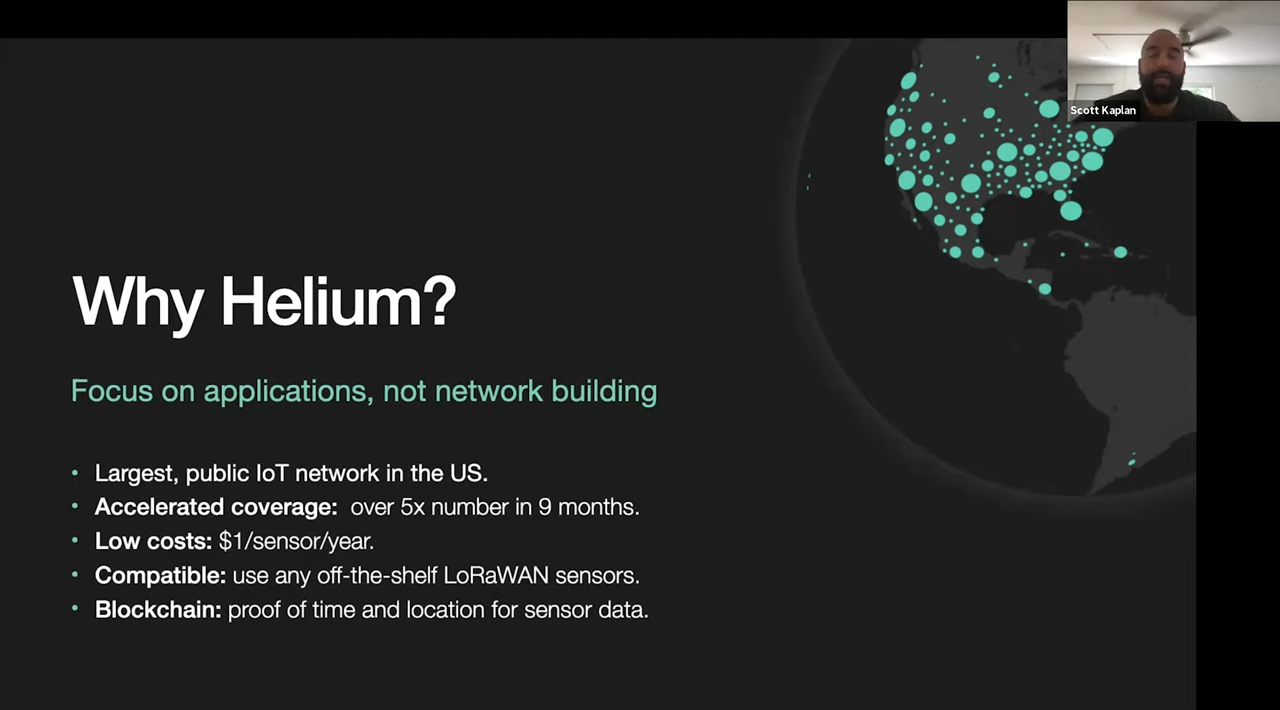 Scott Kaplan
Why Helium?
Focus on applications, not network building
• Largest, public IoT network in the US.
• Accelerated coverage: over 5x number in 9 months.
• Low costs: $1/sensor/year.
• Compatible: use any off-the-shelf LoRaWAN sensors.
• Blockchain: proof of time and location for sensor data.